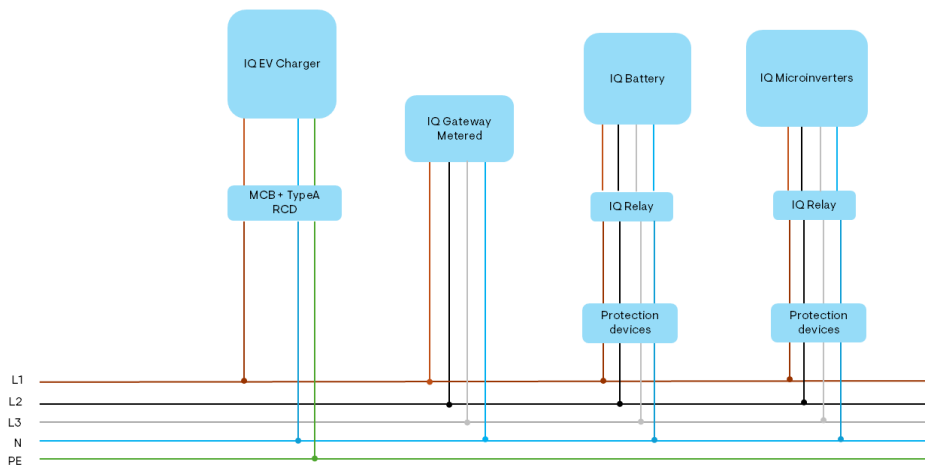 IQ EV Charger
IQ Gateway
Metered
IQ Battery
IQ Microinverters
MCB + TypeA
RCD
IQ Relay
IQ Relay
Protection
devices
Protection
devices
L1
L2
L3
N
PE